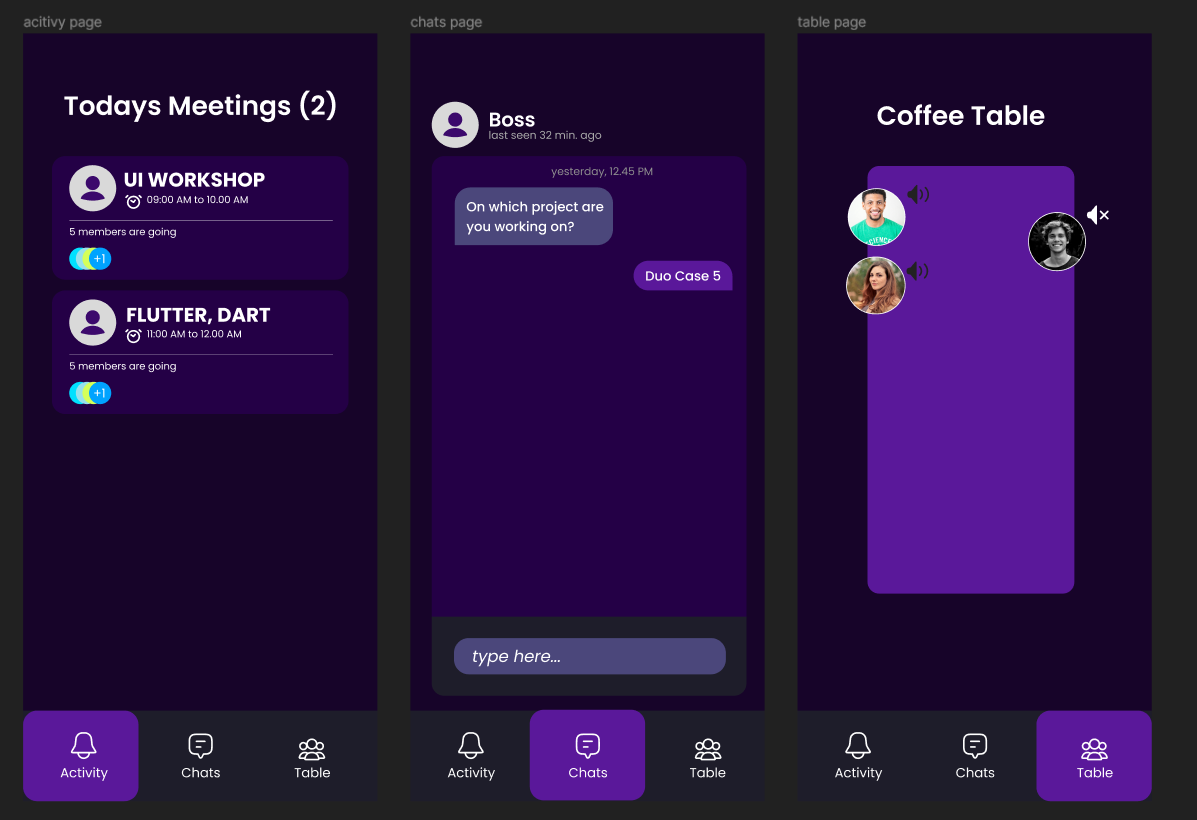 acitivy page
Todays Meetings (2)
UI WORKSHOP
09:00 AM to 10.00 AM
5 members are going
+1
FLUTTER, DART
11:00 AM to 12.00 AM
5 members are going
+1
Activity
Chats
Table
chats page
Boss
last seen 32 min. ago
yesterday, 12.45 PM
On which project are
you working on?
Duo Case 5
type here...
Activity
Chats
Table
table page
Coffee Table
Activity
Chats
Table